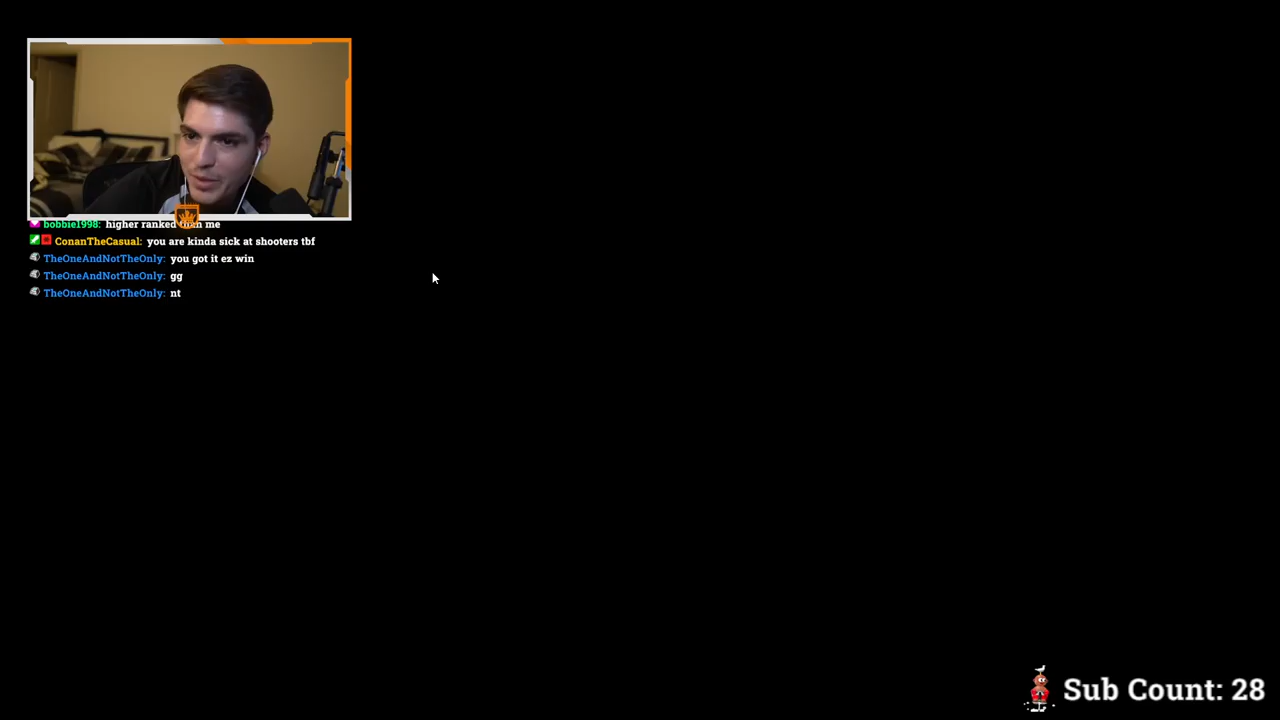 bobbie1998: higher ranked than me
ConanTheCasual: you are kinda sick at shooters tbf
TheOneAndNotTheOnly: you got it ez win
TheOneAndNotTheOnly: gg
TheOneAndNotTheOnly: nt
Sub Count: 28